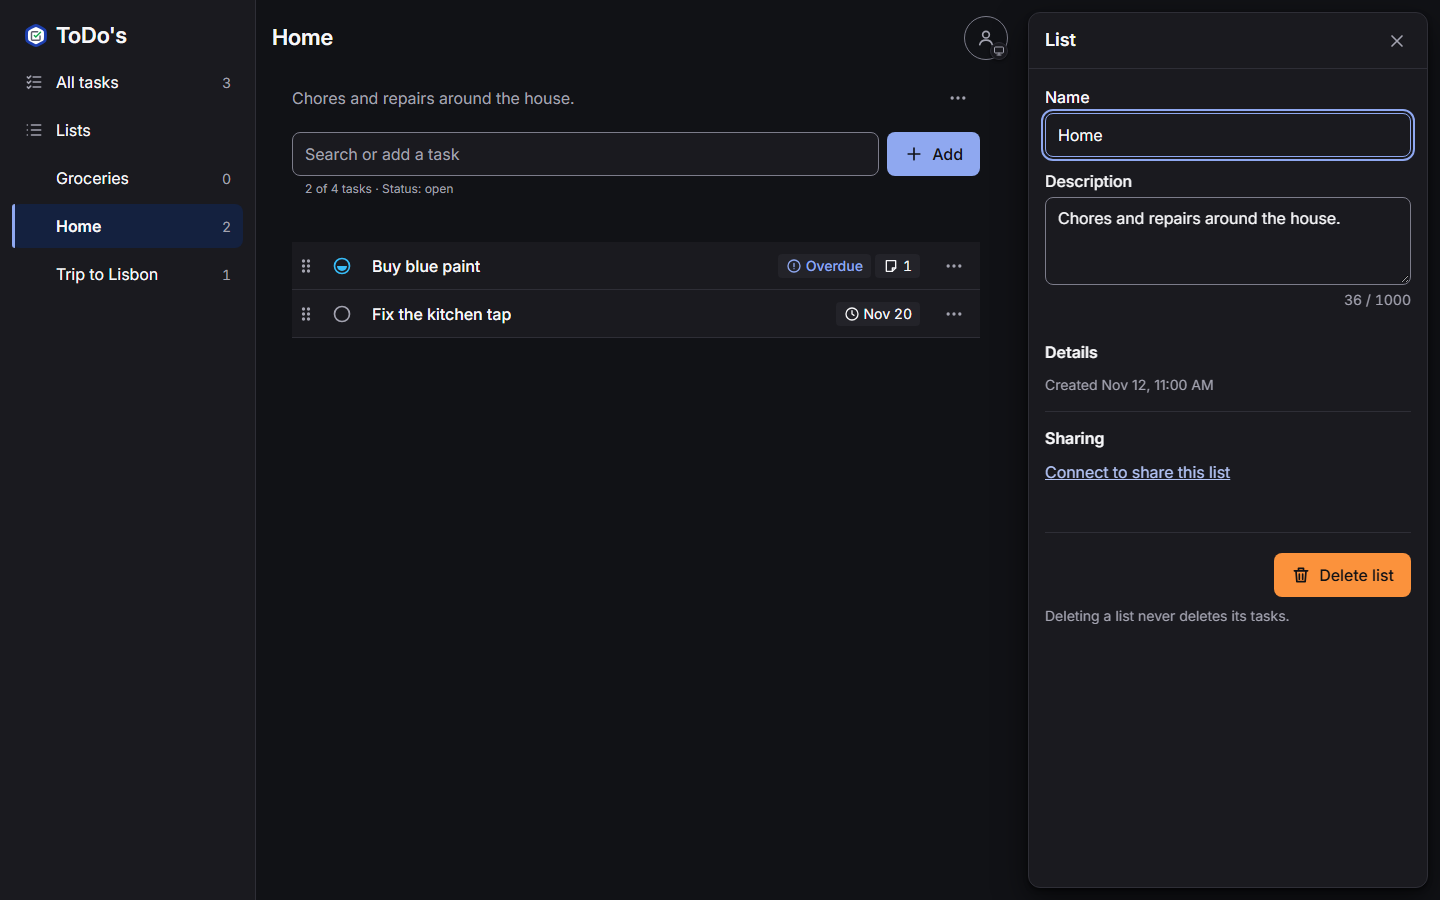 ToDo's
All tasks 3
Lists
Groceries 0
Home 2
Trip to Lisbon 1
Home
Chores and repairs around the house.
Search or add a task
Add
2 of 4 tasks · Status: open
Buy blue paint Overdue 1
Fix the kitchen tap Nov 20
List
Name
Home
Description
Chores and repairs around the house.
36 / 1000
Details
Created Nov 12, 11:00 AM
Sharing
Connect to share this list
Delete list
Deleting a list never deletes its tasks.